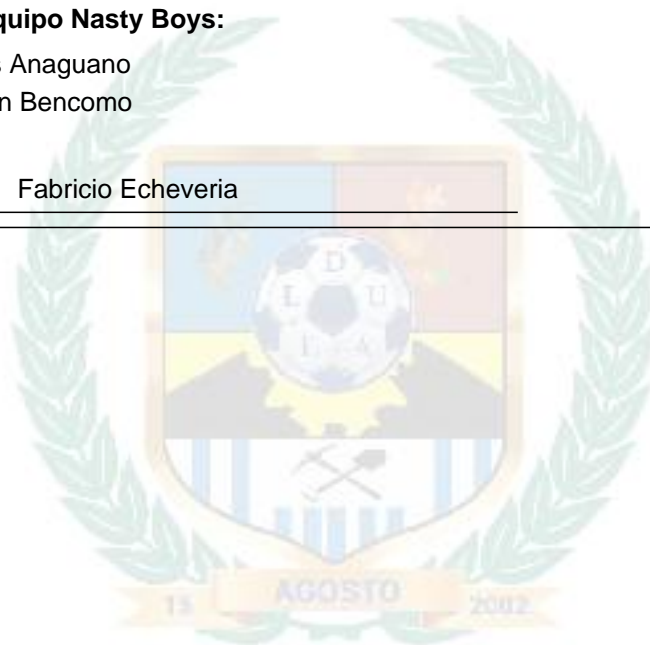 quipo Nasty Boys:
s Anaguano
n Bencomo
Fabricio Echeveria
D
L U
I A
15 AGOSTO 2002